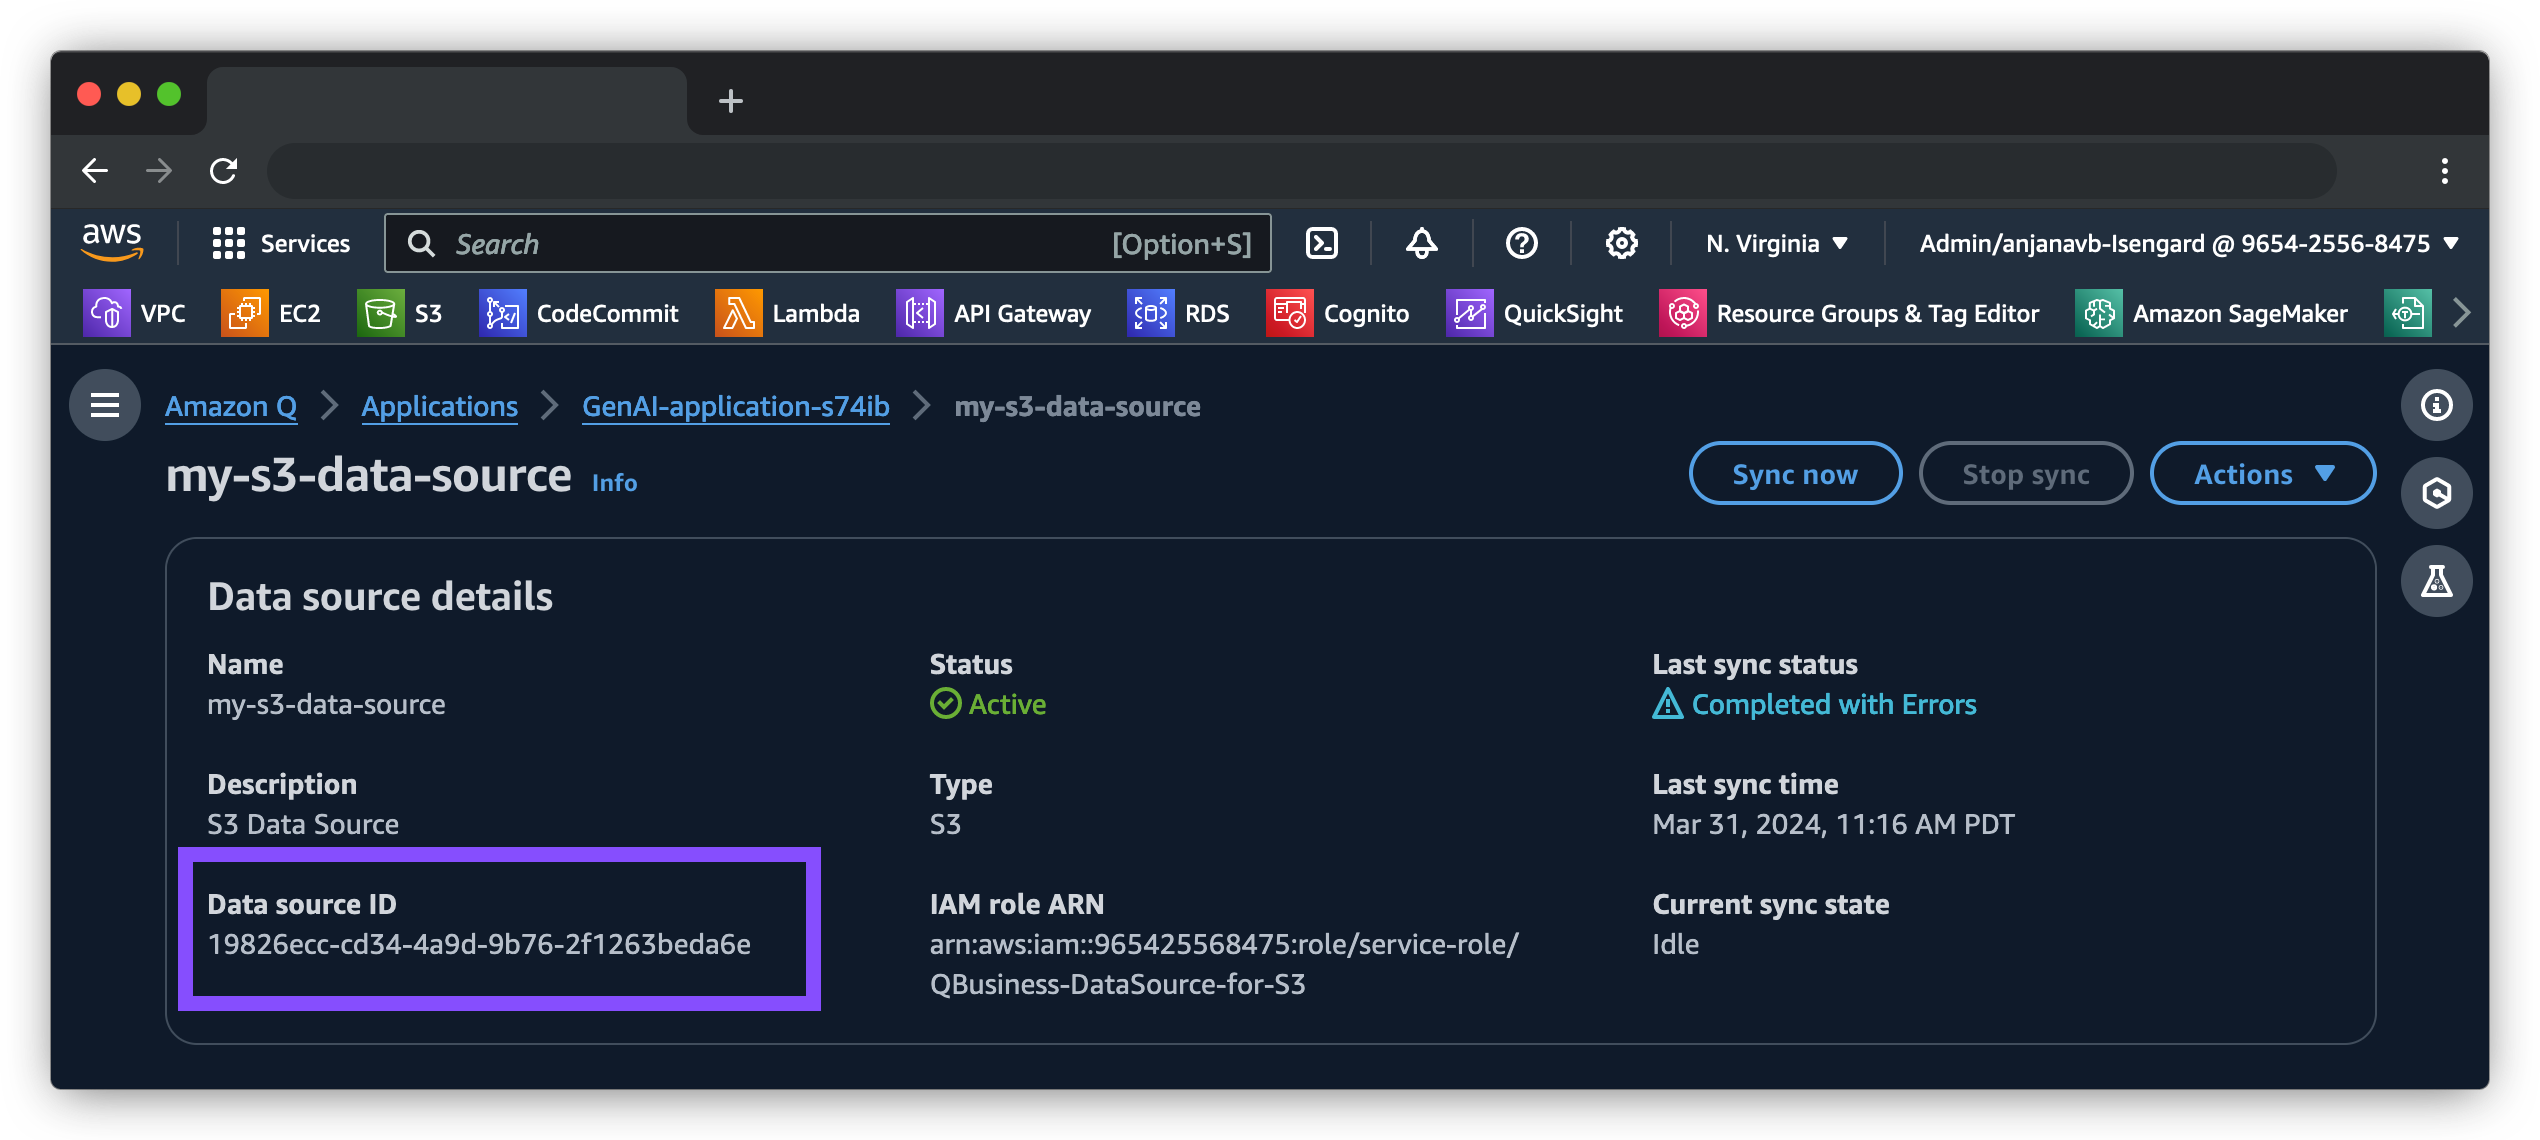 aws
Services
Search
[Option+S]
N. Virginia
Admin/anjanavb-Isengard @ 9654-2556-8475
VPC
EC2
S3
CodeCommit
Lambda
API Gateway
RDS
Cognito
QuickSight
Resource Groups & Tag Editor
Amazon SageMaker
Amazon Q
Applications
GenAI-application-s74ib
my-s3-data-source
my-s3-data-source
Info
Sync now
Stop sync
Actions
Data source details
Name
my-s3-data-source
Status
Active
Last sync status
Completed with Errors
Description
S3 Data Source
Type
S3
Last sync time
Mar 31, 2024, 11:16 AM PDT
Data source ID
19826ecc-cd34-4a9d-9b76-2f1263beda6e
IAM role ARN
arn:aws:iam::965425568475:role/service-role/
QBusiness-DataSource-for-S3
Current sync state
Idle